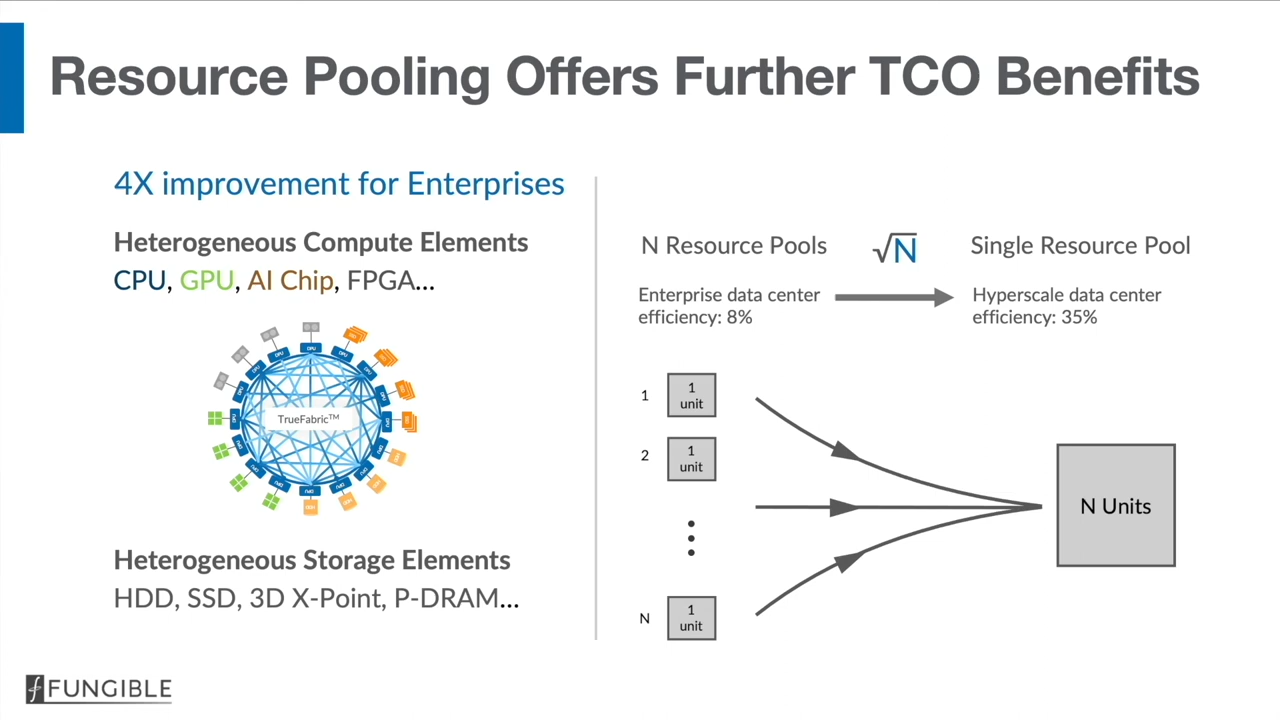 Resource Pooling Offers Further TCO Benefits
4X improvement for Enterprises
Heterogeneous Compute Elements
CPU, GPU, AI Chip, FPGA...
DPU
TrueFabric™
Heterogeneous Storage Elements
HDD, SSD, 3D X-Point, P-DRAM...
N Resource Pools
√N
Single Resource Pool
Enterprise data center
efficiency: 8%
Hyperscale data center
efficiency: 35%
1
1
unit
2
1
unit
N
1
unit
N Units
FUNGIBLE